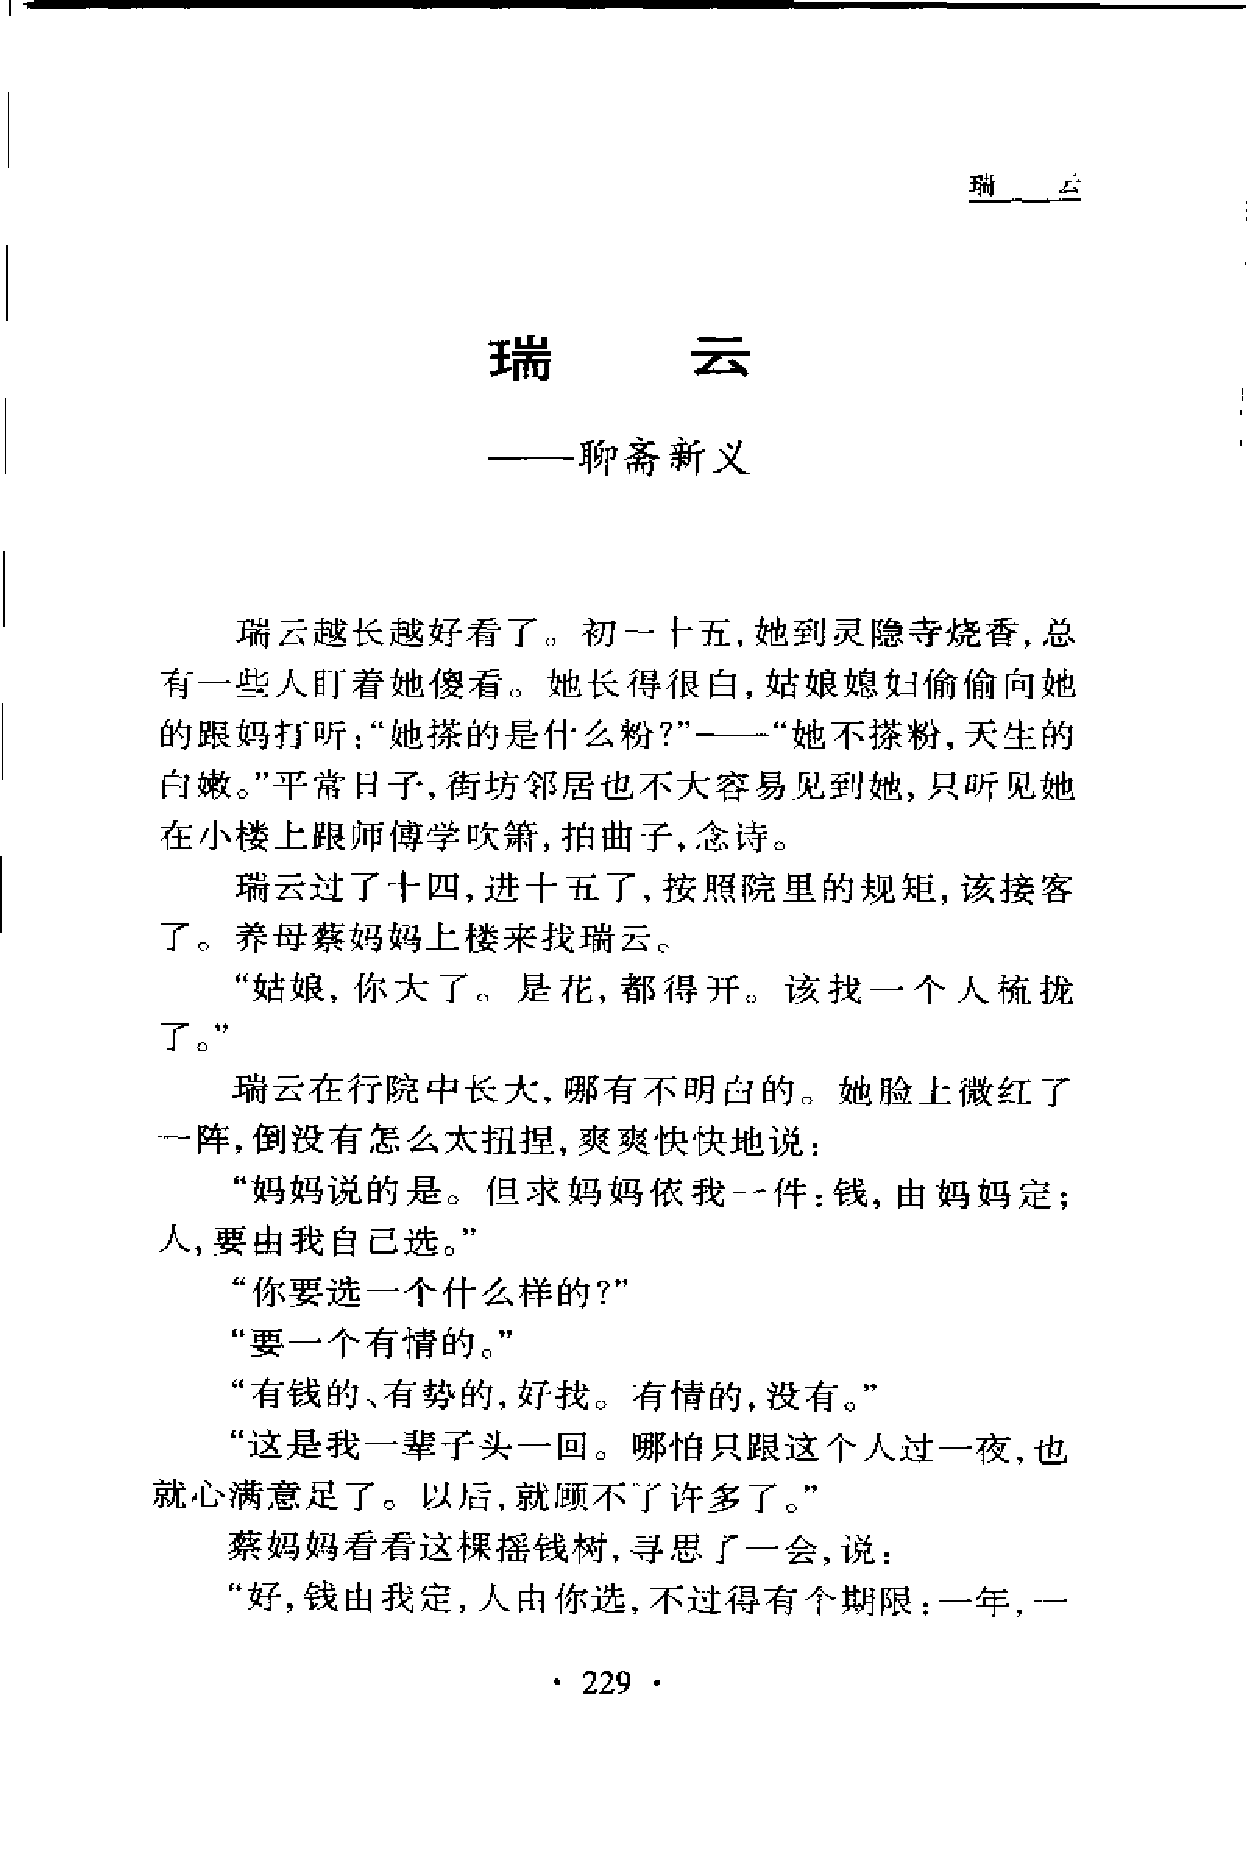 瑞 云
瑞 云
——聊斋新义
瑞云越长越好看了。初一十五,她到灵隐寺烧香,总
有一些人盯着她傻看。她长得很白,姑娘媳妇偷偷向她
的跟妈打听:“她搽的是什么粉?”——“她不搽粉,天生的
白嫩。”平常日子,街坊邻居也不大容易见到她,只听见她
在小楼上跟师傅学吹箫,拍曲子,念诗。
瑞云过了十四,进十五了,按照院里的规矩,该接客
了。养母蔡妈妈上楼来找瑞云。
“姑娘,你大了。是花,都得开。该找一个人梳拢
了。”
瑞云在行院中长大,哪有不明白的。她脸上微红了
一阵,倒没有怎么太扭捏,爽爽快快地说:
“妈妈说的是。但求妈妈依我一件:钱,由妈妈定;
人,要由我自己选。”
“你要选一个什么样的?”
“要一个有情的。”
“有钱的、有势的,好找。有情的,没有。”
“这是我一辈子头一回。哪怕只跟这个人过一夜,也
就心满意足了。以后,就顾不了许多了。”
蔡妈妈看看这棵摇钱树,寻思了一会,说:
“好,钱由我定,人由你选,不过得有个期限:一年,一
· 229 ·